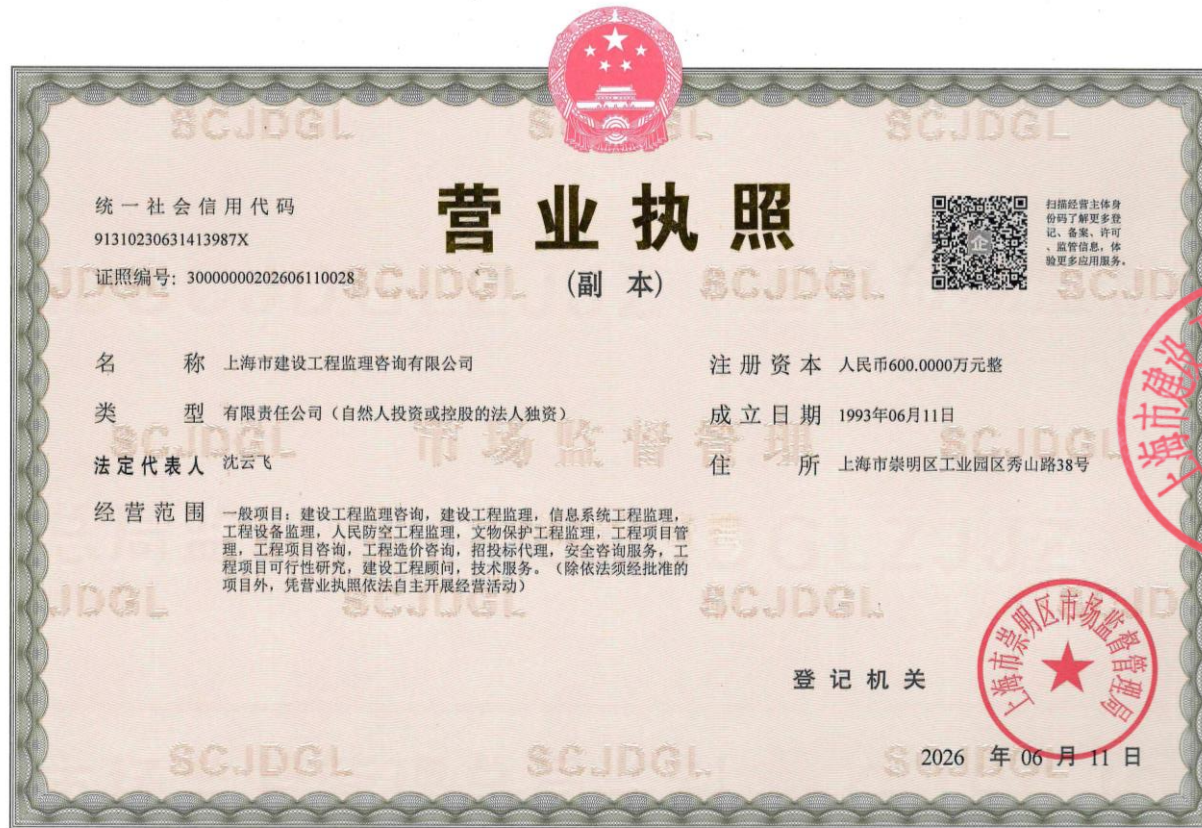 统一社会信用代码
91310230631413987X
证照编号：30000000202606110028
营业执照
(副 本)
扫描经营主体身
份码了解更多登
记、备案、许可
、监管信息，体
验更多应用服务。
企
名 称 上海市建设工程监理咨询有限公司
类 型 有限责任公司（自然人投资或控股的法人独资）
法定代表人 沈云飞
经营范围 一般项目：建设工程监理咨询，建设工程监理，信息系统工程监理，
工程设备监理，人民防空工程监理，文物保护工程监理，工程项目管
理，工程项目咨询，工程造价咨询，招投标代理，安全咨询服务，工
程项目可行性研究，建设工程顾问，技术服务。（除依法须经批准的
项目外，凭营业执照依法自主开展经营活动）
注册资本 人民币600.0000万元整
成立日期 1993年06月11日
住 所 上海市崇明区工业园区秀山路38号
上海市建设
登记机关
上海市崇明区市场监督管理局
2026 年 06 月 11 日
SCJDGL
市场监督管理